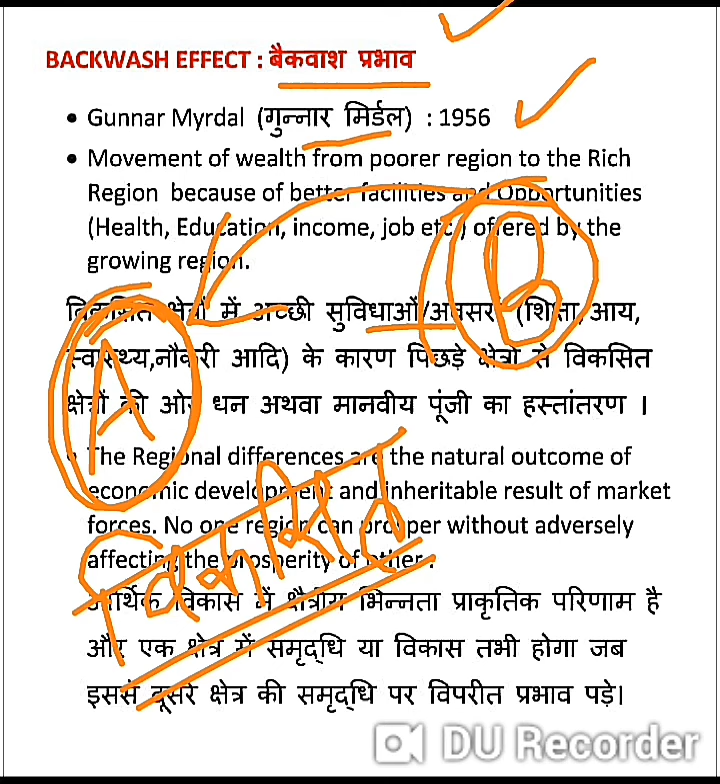 BACKWASH EFFECT : बैकवाश प्रभाव
• Gunnar Myrdal (गुन्नार मिर्डल) : 1956
• Movement of wealth from poorer region to the Rich
Region because of better facilities and Opportunities
(Health, Education, income, job etc.) offered by the
growing region.
विकसित क्षेत्रों में अच्छी सुविधाओं/अवसर (शिक्षा, आय,
स्वास्थ्य,नौकरी आदि) के कारण पिछड़े क्षेत्रो से विकसित
क्षेत्रों की ओर धन अथवा मानवीय पूंजी का हस्तांतरण ।
A
B
• The Regional differences are the natural outcome of
economic development and inheritable result of market
forces. No one region can prosper without adversely
affecting the prosperity of other.
विकसित
आर्थिक विकास में क्षैत्रीय भिन्नता प्राकृतिक परिणाम है
और एक क्षेत्र में समृद्धि या विकास तभी होगा जब
इससे दूसरे क्षेत्र की समृद्धि पर विपरीत प्रभाव पड़े।
DU Recorder